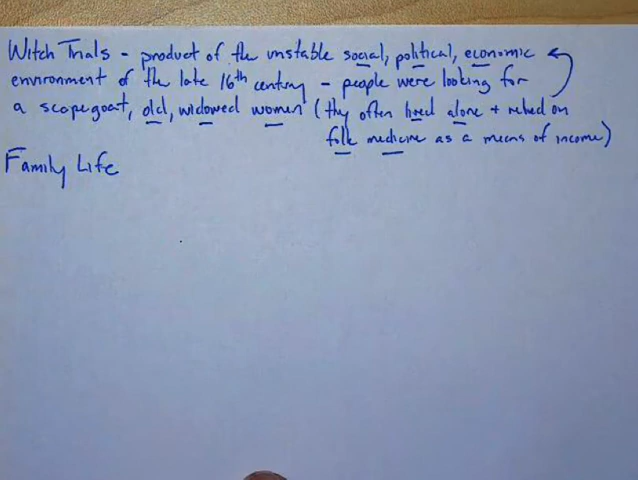 Witch Trials - product of the unstable social, political, economic
environment of the late 16th century - people were looking for
a scapegoat, old, widowed women (they often lived alone + relied on
folk medicine as a means of income)
Family Life